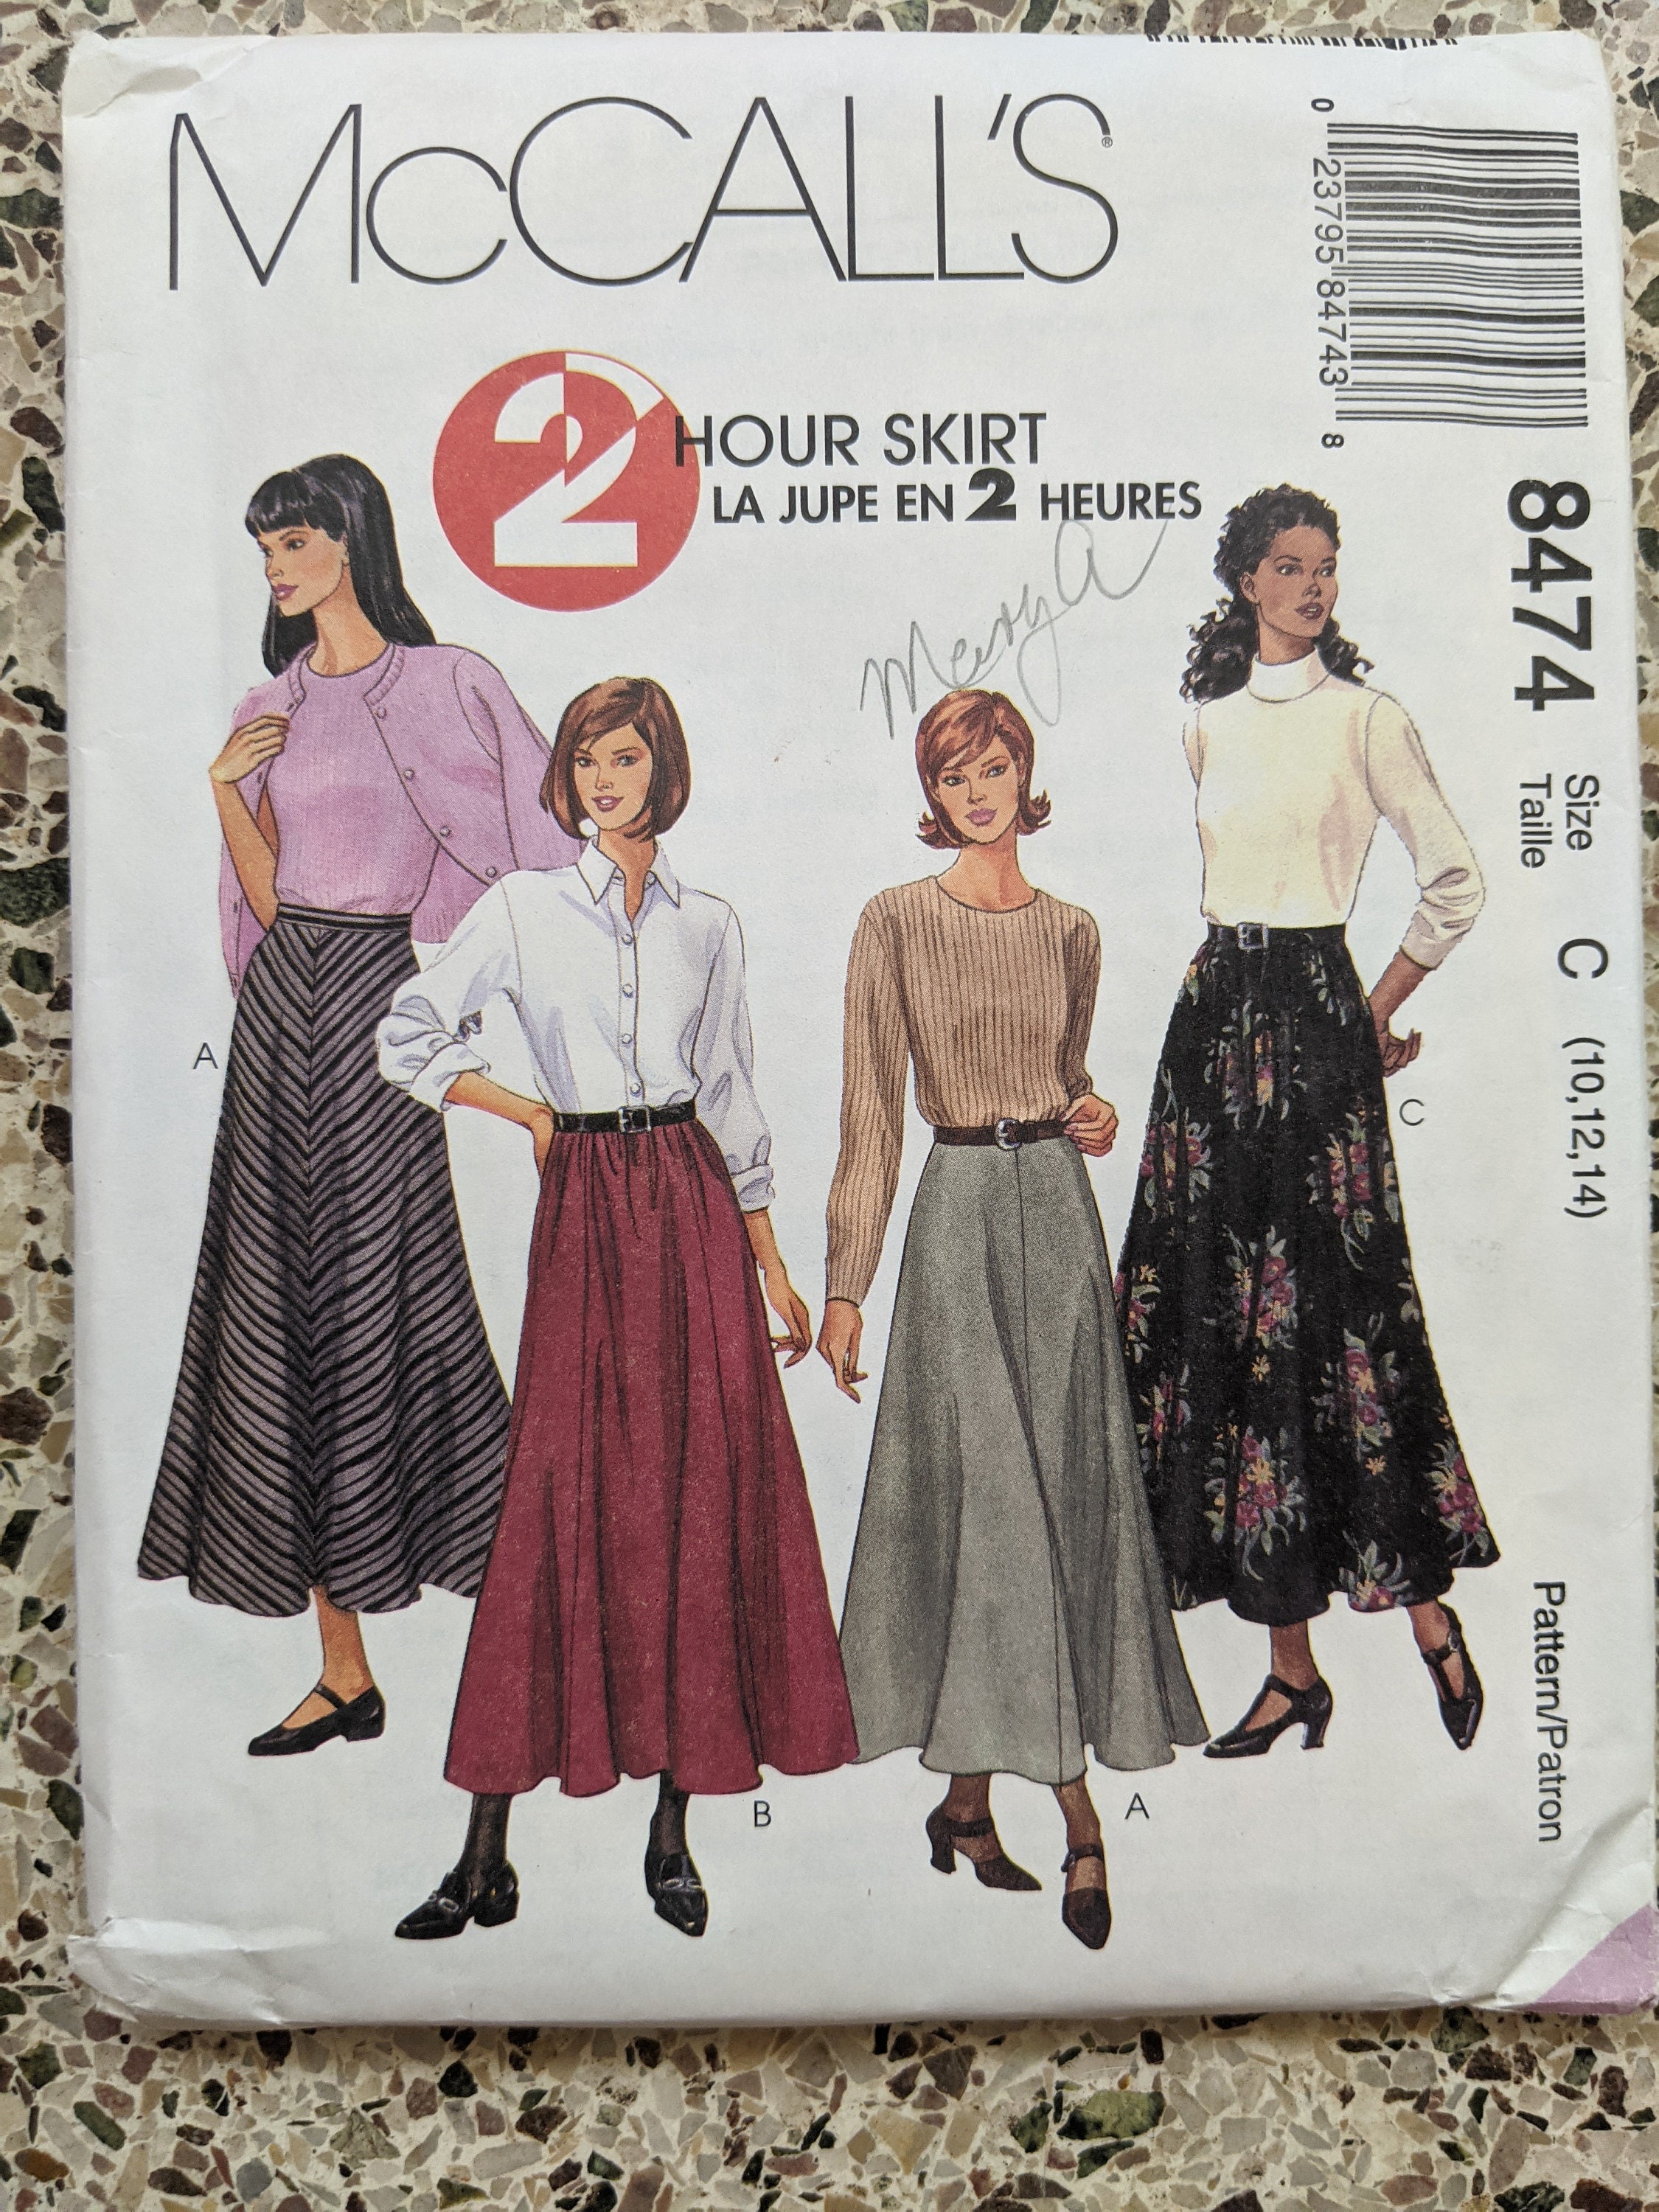 McCALL'S®
2 HOUR SKIRT
LA JUPE EN 2 HEURES
Mary A
A
B
A
C
0 23795 84743 8
8474
Size C (10,12,14)
Taille
Pattern/Patron